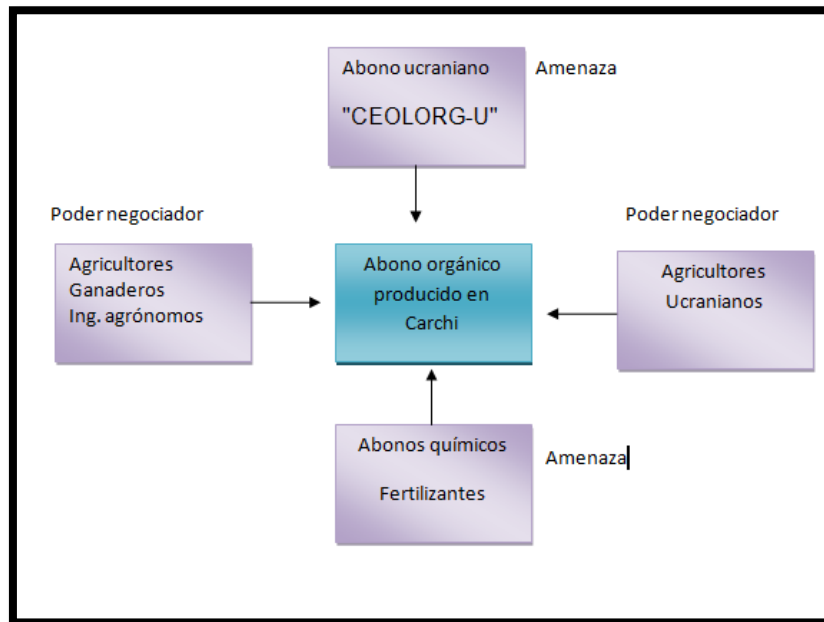 Abono ucraniano
"CEOLORG-U"
Amenaza
Poder negociador
Agricultores
Ganaderos
Ing. agrónomos
Abono orgánico
producido en
Carchi
Poder negociador
Agricultores
Ucranianos
Abonos químicos
Fertilizantes
Amenaza